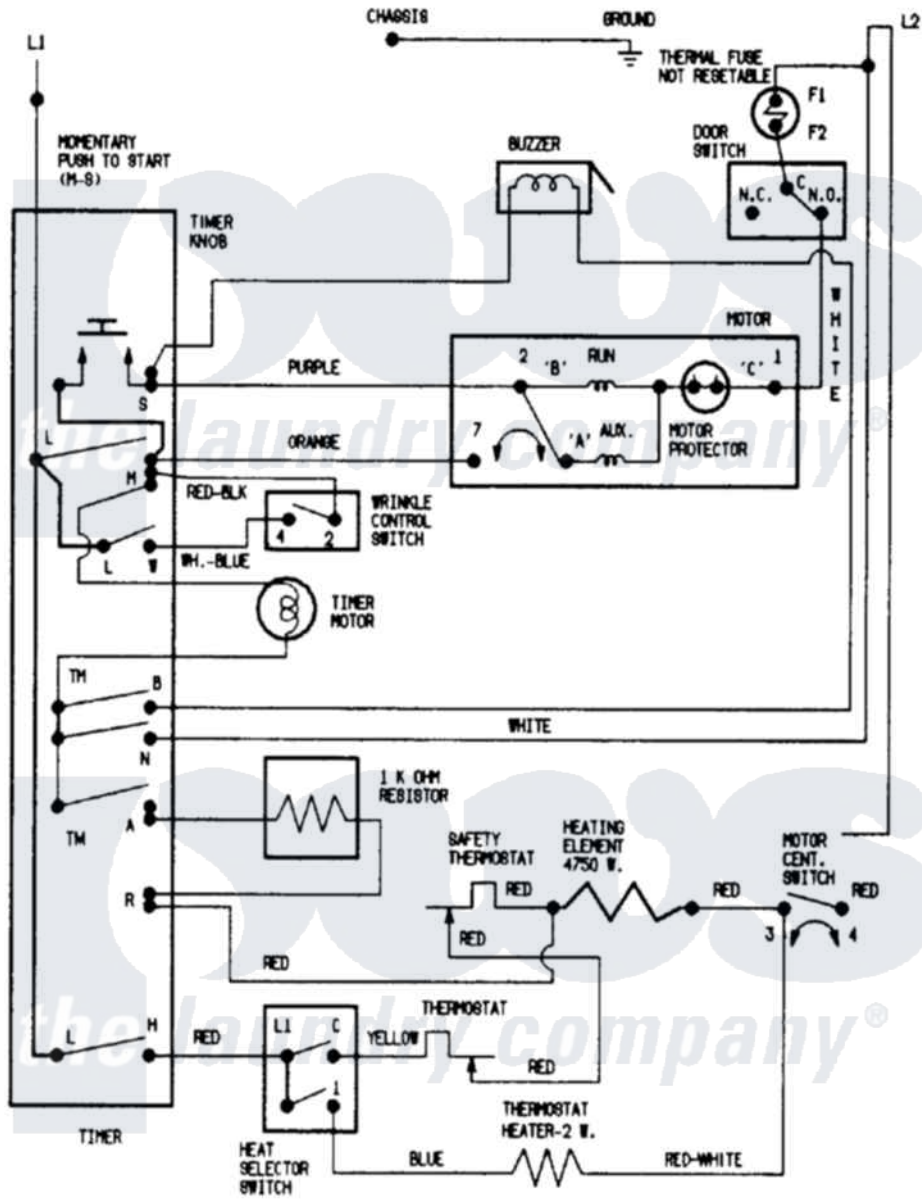 CHASSIS
GROUND
L2
L1
THERMAL FUSE
NOT RESETABLE
F1
F2
MOMENTARY
PUSH TO START
(M-S)
BUZZER
DOOR
SWITCH
C
N.C.
N.O.
TIMER
KNOB
WHITE
MOTOR
PURPLE
2
'B'
RUN
'C'
1
S
L
ORANGE
7
'A'
AUX.
MOTOR
PROTECTOR
M
RED-BLK
WRINKLE
CONTROL
SWITCH
4
2
L
W
WH.-BLUE
TIMER
MOTOR
TM
B
WHITE
N
1 K OHM
RESISTOR
TM
A
SAFETY
THERMOSTAT
HEATING
ELEMENT
4750 W.
MOTOR
CENT.
SWITCH
RED
RED
RED
R
3
4
RED
RED
THERMOSTAT
L
H
RED
L1
C
YELLOW
RED
1
THERMOSTAT
HEATER-2 W.
TIMER
HEAT
SELECTOR
SWITCH
BLUE
RED-WHITE
the laundry company®
the laundry company®